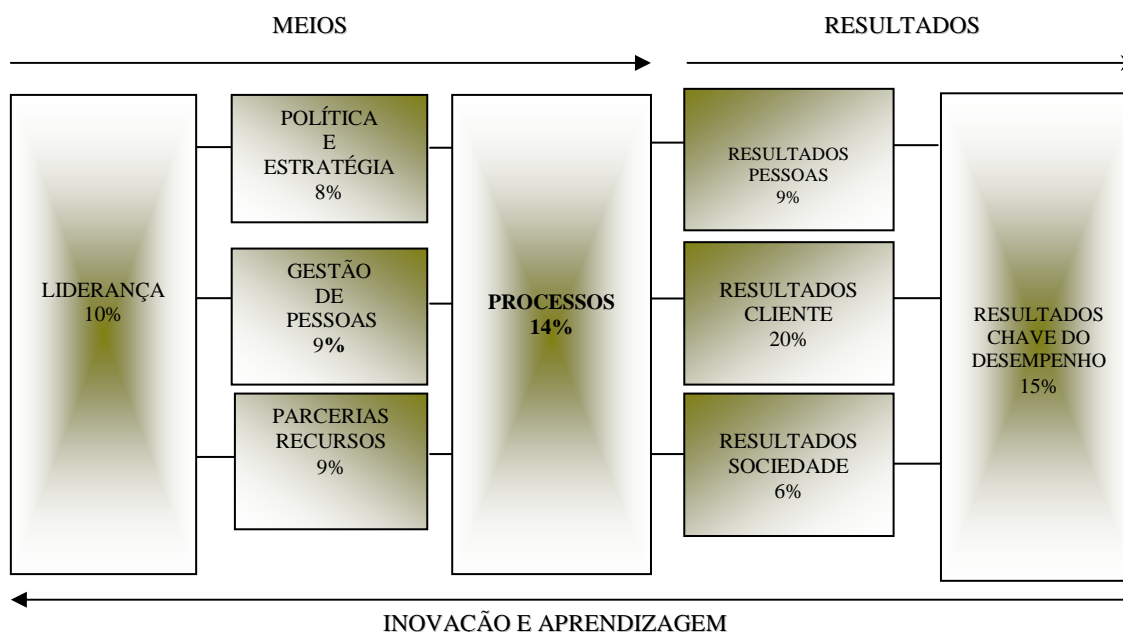 MEIOS
RESULTADOS
LIDERANÇA
10%
POLÍTICA
E
ESTRATÉGIA
8%
GESTÃO
DE
PESSOAS
9%
PARCERIAS
RECURSOS
9%
PROCESSOS
14%
RESULTADOS
PESSOAS
9%
RESULTADOS
CLIENTE
20%
RESULTADOS
SOCIEDADE
6%
RESULTADOS
CHAVE DO
DESEMPENHO
15%
INOVACÃO E APRENDIZAGEM